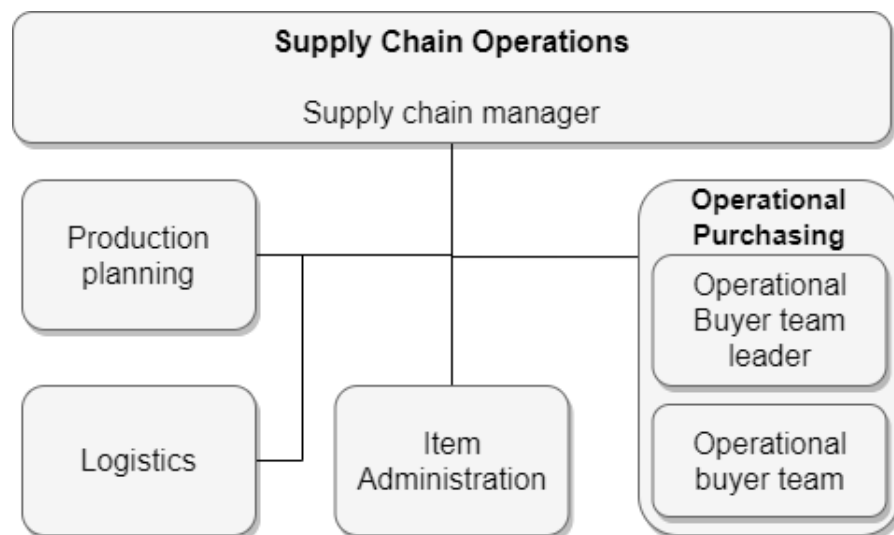 Supply Chain Operations
Supply chain manager
Production
planning
Operational
Purchasing
Operational
Buyer team
leader
Logistics
Item
Administration
Operational
buyer team